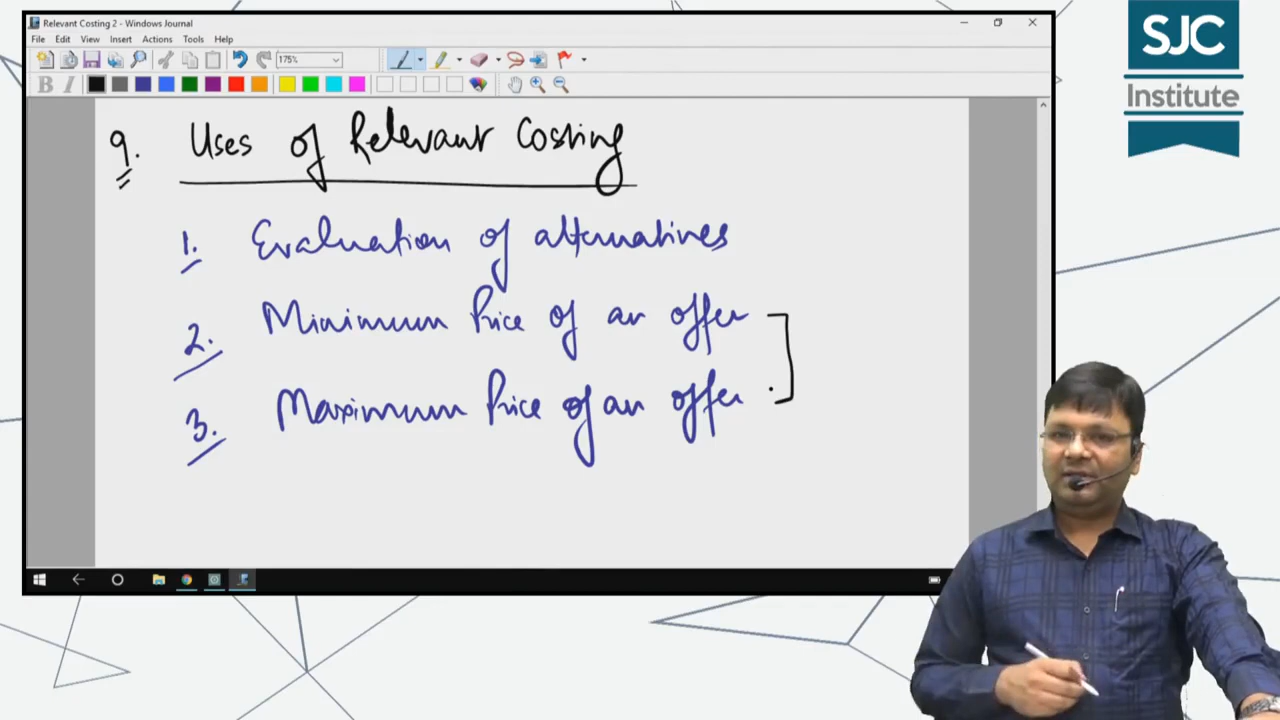 Relevant Costing 2 - Windows Journal
File Edit View Insert Actions Tools Help
175%
B I
9. Uses of Relevant Costing
1. Evaluation of alternatives
2. Minimum Price of an offer
3. Maximum Price of an offer
SJC
Institute